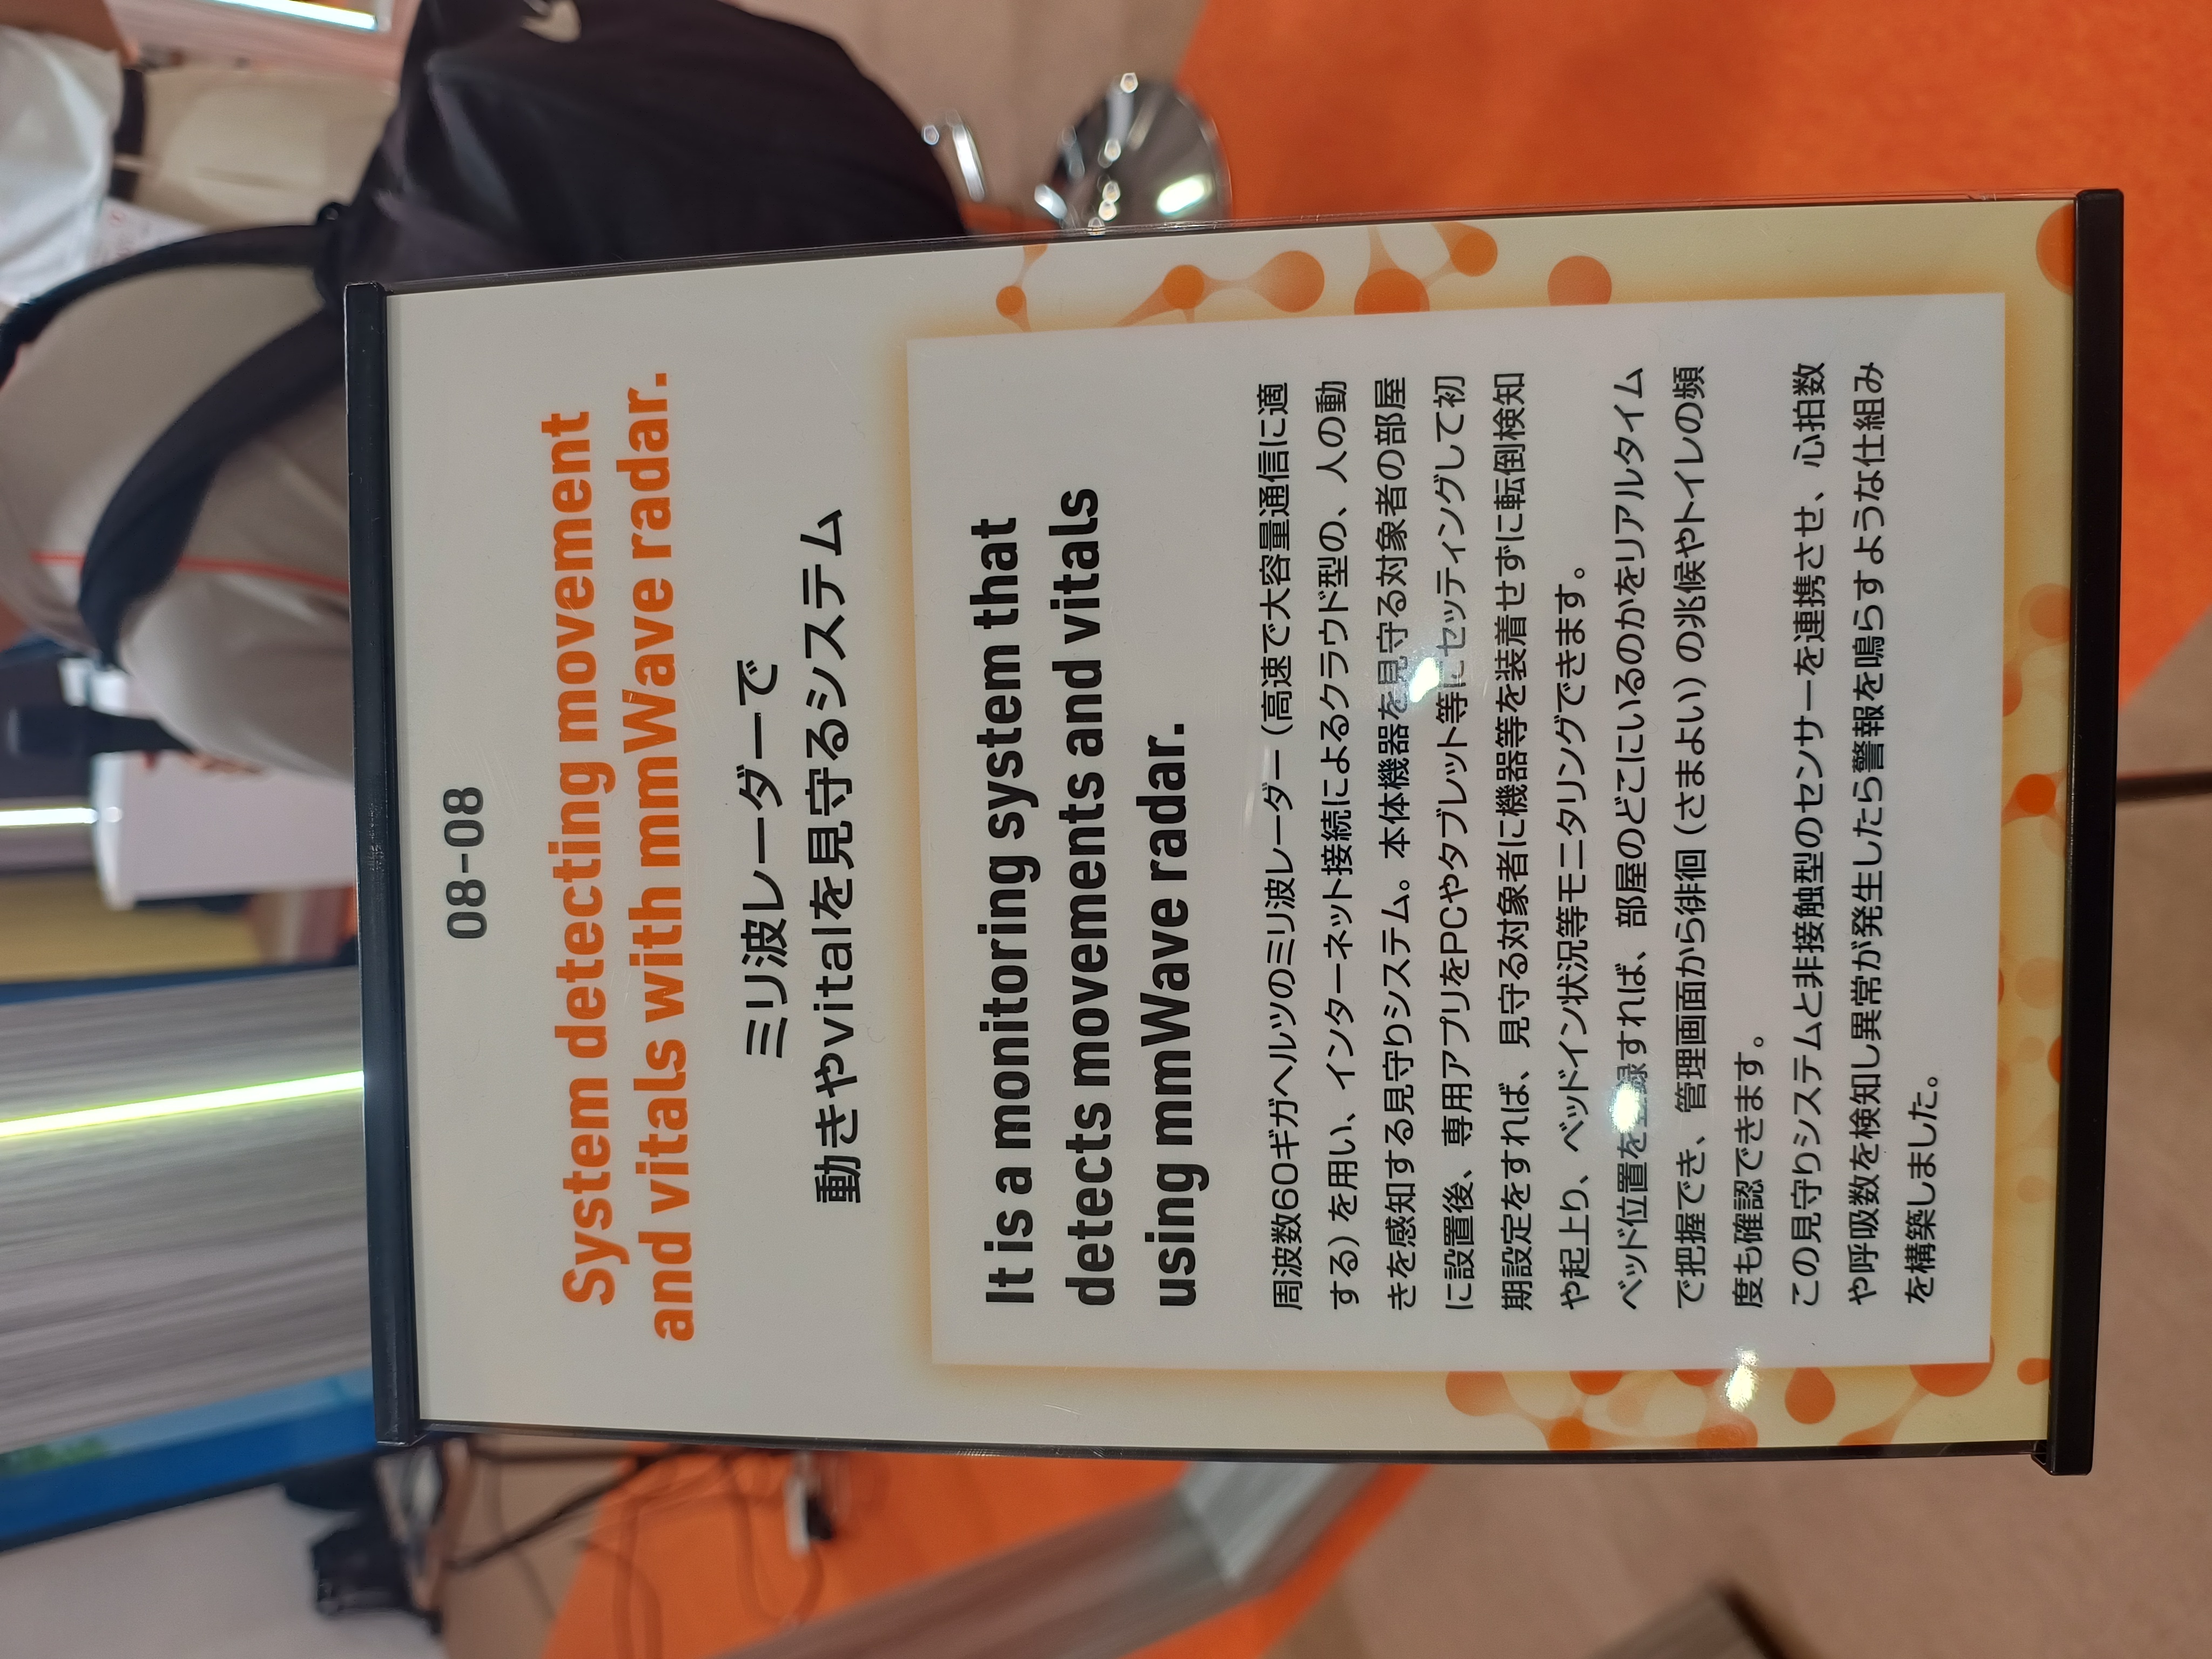 08-08
System detecting movement
and vitals with mmWave radar.
ミリ波レーダーで
動きやvitalを見守るシステム
It is a monitoring system that
detects movements and vitals
using mmWave radar.
周波数60ギガヘルツのミリ波レーダー（高速で大容量通信に適
する）を用い、インターネット接続によるクラウド型の、人の動
きを感知する見守りシステム。本体機器を見守る対象者の部屋
に設置後、専用アプリをPCやタブレット等にセッティングして初
期設定をすれば、見守る対象者に機器等を装着せずに転倒検知
や起上り、ベッドイン状況等モニタリングできます。
ベッド位置を登録すれば、部屋のどこにいるのかをリアルタイム
で把握でき、管理画面から徘徊（さまよい）の兆候やトイレの頻
度も確認できます。
この見守りシステムと非接触型のセンサーを連携させ、心拍数
や呼吸数を検知し異常が発生したら警報を鳴らすような仕組み
を構築しました。